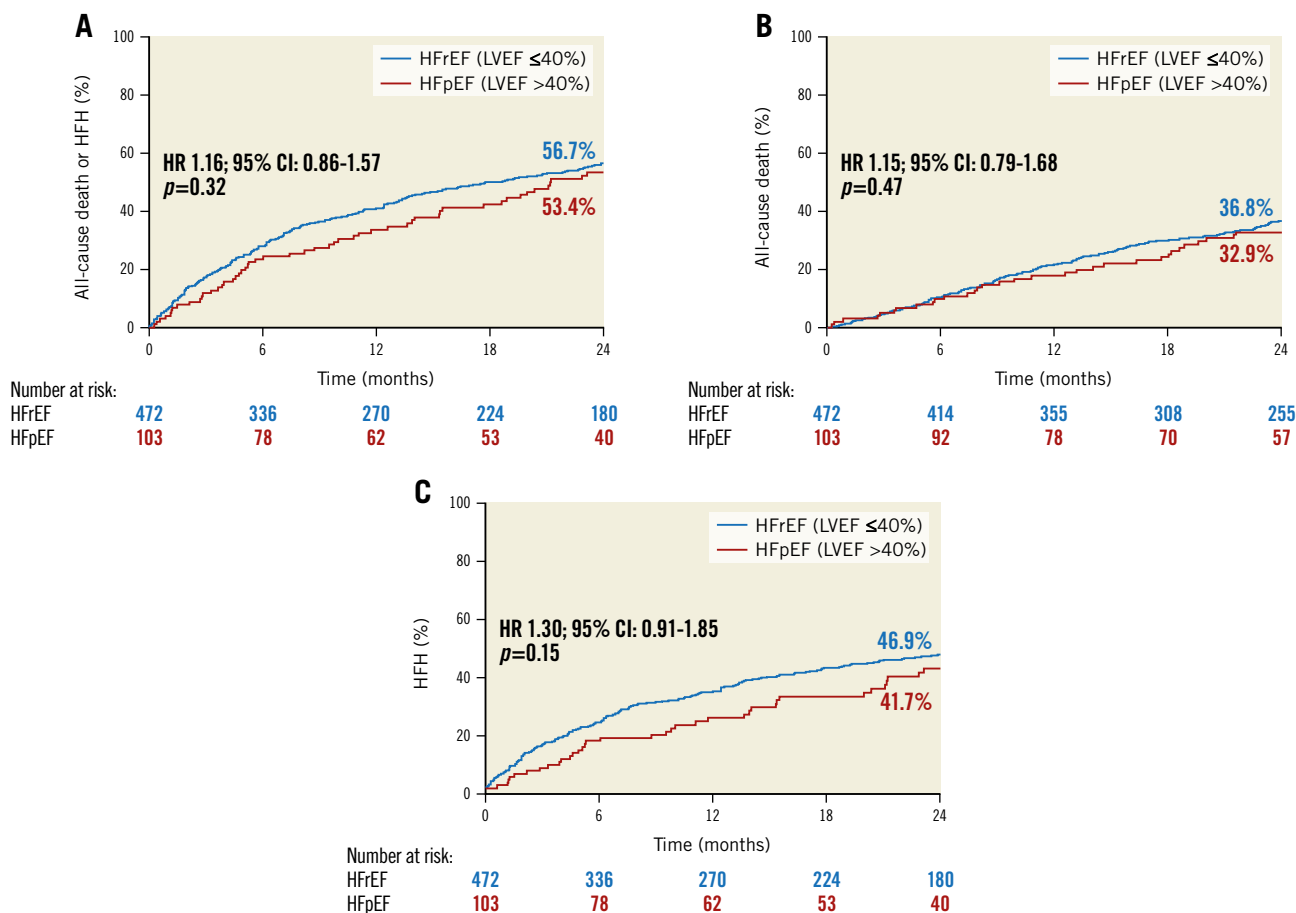 A
All-cause death or HFH (%)
100
80
60
40
20
0
HFrEF (LVEF ≤40%)
HFpEF (LVEF >40%)
HR 1.16; 95% CI: 0.86-1.57
p=0.32
56.7%
53.4%
0 6 12 18 24
Time (months)
Number at risk:
HFrEF 472 336 270 224 180
HFpEF 103 78 62 53 40
B
All-cause death (%)
100
80
60
40
20
0
HFrEF (LVEF ≤40%)
HFpEF (LVEF >40%)
HR 1.15; 95% CI: 0.79-1.68
p=0.47
36.8%
32.9%
0 6 12 18 24
Time (months)
Number at risk:
HFrEF 472 414 355 308 255
HFpEF 103 92 78 70 57
C
HFH (%)
100
80
60
40
20
0
HFrEF (LVEF ≤40%)
HFpEF (LVEF >40%)
HR 1.30; 95% CI: 0.91-1.85
p=0.15
46.9%
41.7%
0 6 12 18 24
Time (months)
Number at risk:
HFrEF 472 336 270 224 180
HFpEF 103 78 62 53 40